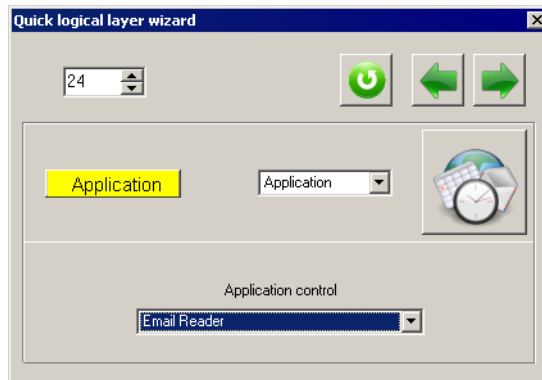 Quick logical layer wizard
24
Application
Application
Application control
Email Reader